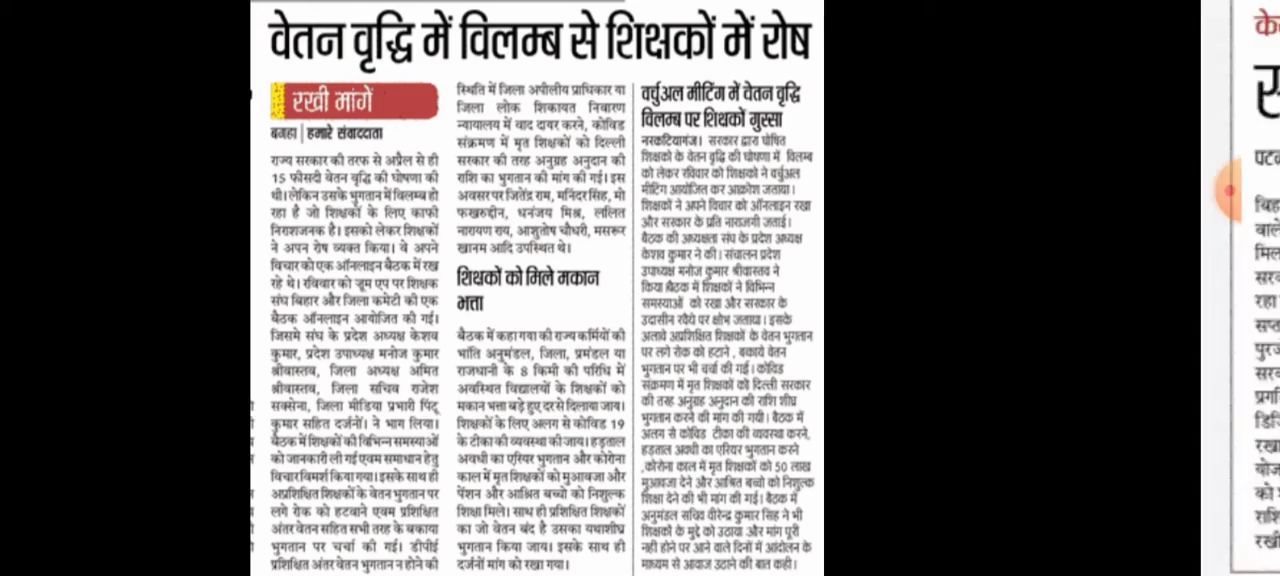 वेतन वृद्धि में विलम्ब से शिक्षकों में रोष
रखी मांगें
बगहा | हमारे संवाददाता
राज्य सरकार की तरफ से अप्रैल से ही
15 फीसदी वेतन वृद्धि की घोषणा की
थी। लेकिन उसके भुगतान में विलम्ब हो
रहा है जो शिक्षकों के लिए काफी
निराशजनक है। इसको लेकर शिक्षकों
ने अपन रोष व्यक्त किया। वे अपने
विचार को एक ऑनलाइन बैठक में रख
रहे थे। रविवार को जूम एप पर शिक्षक
संघ बिहार और जिला कमेटी की एक
बैठक ऑनलाइन आयोजित की गई।
जिसमे संघ के प्रदेश अध्यक्ष केशव
कुमार, प्रदेश उपाध्यक्ष मनोज कुमार
श्रीवास्तव, जिला अध्यक्ष अमित
श्रीवास्तव, जिला सचिव राजेश
सक्सेना, जिला मीडिया प्रभारी पिंटू
कुमार सहित दर्जनों। ने भाग लिया।
बैठक में शिक्षकों की विभिन्न समस्याओं
को जानकारी ली गई एवम समाधान हेतु
विचार विमर्श किया गया। इसके साथ ही
अप्रशिक्षित शिक्षकों के वेतन भुगतान पर
लगे रोक को हटवाने एवम प्रशिक्षित
अंतर वेतन सहित सभी तरह के बकाया
भुगतान पर चर्चा की गई। डीपीई
प्रशिक्षित अंतर वेतन भुगतान न होने की
स्थिति में जिला अपीलीय प्राधिकार या
जिला लोक शिकायत निवारण
न्यायालय में वाद दायर करने, कोविड
संक्रमण में मृत शिक्षकों को दिल्ली
सरकार की तरह अनुग्रह अनुदान की
राशि का भुगतान की मांग की गई। इस
अवसर पर जितेंद्र राम, मनिंदर सिंह, मो
फखरुद्दीन, धनंजय मिश्र, ललित
नारायण राय, आशुतोष चौधरी, मसरूर
खानम आदि उपस्थित थे।
शिक्षकों को मिले मकान
भत्ता
बैठक में कहा गया की राज्य कर्मियों की
भांति अनुमंडल, जिला, प्रमंडल या
राजधानी के 8 किमी की परिधि में
अवस्थित विद्यालयों के शिक्षकों को
मकान भत्ता बढ़े हुए दर से दिलाया जाय।
शिक्षकों के लिए अलग से कोविड 19
के टीका की व्यवस्था की जाय। हड़ताल
अवधी का एरियर भुगतान और कोरोना
काल में मृत शिक्षकों को मुआवजा और
पेंशन और आश्रित बच्चो को निशुल्क
शिक्षा मिले। साथ ही प्रशिक्षित शिक्षकों
का जो वेतन बंद है उसका यथाशीघ्र
भुगतान किया जाय। इसके साथ ही
दर्जनों मांग को रखा गया।
वर्चुअल मीटिंग में वेतन वृद्धि
विलम्ब पर शिक्षकों गुस्सा
नरकटियागंज। सरकार द्वारा घोषित
शिक्षकों के वेतन वृद्धि की घोषणा में विलम्ब
को लेकर रविवार को शिक्षको ने वर्चुअल
मीटिंग आयोजित कर आक्रोश जताया।
शिक्षकों ने अपने विचार को ऑनलाइन रखा
और सरकार के प्रति नाराजगी जताई।
बैठक की अध्यक्षता संघ के प्रदेश अध्यक्ष
केशव कुमार ने की। संचालन प्रदेश
उपाध्यक्ष मनोज कुमार श्रीवास्तव ने
किया। बैठक में शिक्षकों ने विभिन्न
समस्याओं को रखा और सरकार के
उदासीन रवैये पर क्षोभ जताया। इसके
अलावे अप्रशिक्षित शिक्षकों के वेतन भुगतान
पर लगे रोक को हटाने, बकाये वेतन
भुगतान पर भी चर्चा की गई। कोविड
संक्रमण में मृत शिक्षकों को दिल्ली सरकार
की तरह अनुग्रह अनुदान की राशि शीघ्र
भुगतान करने की मांग की गयी। बैठक में
अलग से कोविड टीका की व्यवस्था करने,
हड़ताल अवधी का एरियर भुगतान करने
,कोरोना काल में मृत शिक्षकों को 50 लाख
मुआवजा देने और आश्रित बच्चो को निशुल्क
शिक्षा देने की भी मांग की गई। बैठक में
अनुमंडल सचिव वीरेन्द्र कुमार सिंह ने भी
शिक्षकों के मुद्दे को उठाया और मांग पूरी
नही होने पर आने वाले दिनों में आंदोलन के
माध्यम से आवाज उठाने की बात कही।